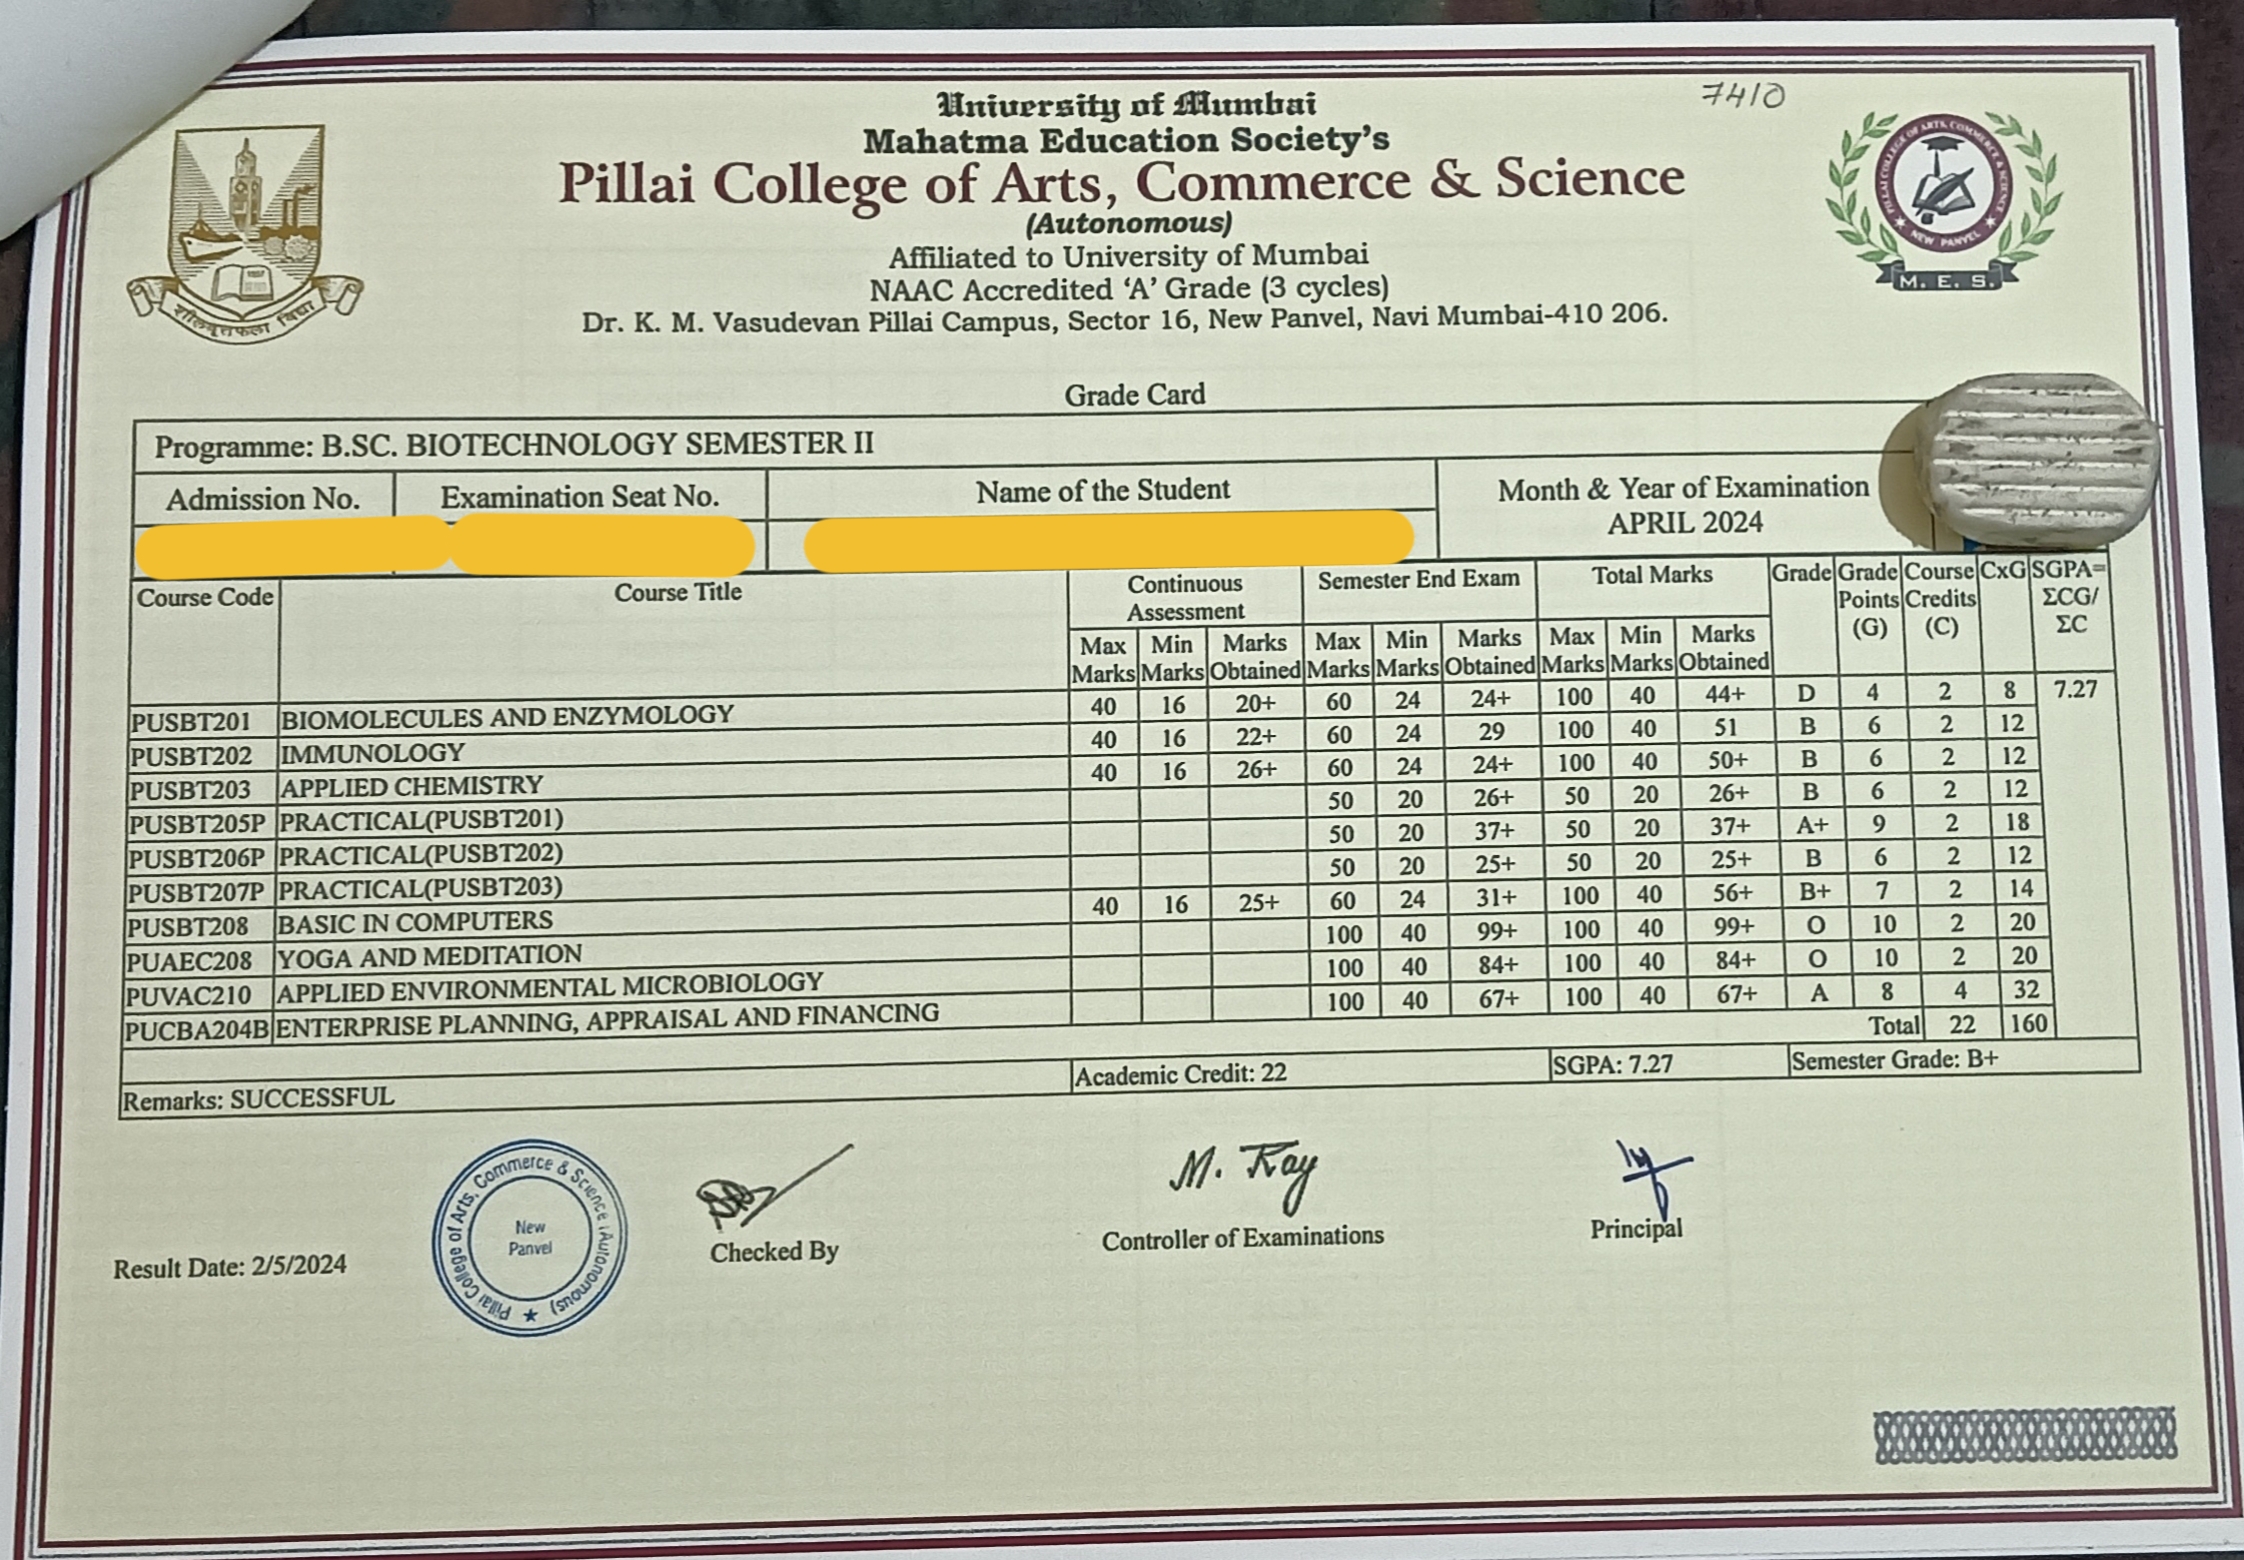 7410
University of Mumbai
Mahatma Education Society's
Pillai College of Arts, Commerce & Science
(Autonomous)
Affiliated to University of Mumbai
NAAC Accredited ‘A’ Grade (3 cycles)
Dr. K. M. Vasudevan Pillai Campus, Sector 16, New Panvel, Navi Mumbai-410 206.
शीलवृत्तफला विद्या
PILLAI COLLEGE OF ARTS, COMMERCE & SCIENCE
NEW PANVEL
M. E. S.
Grade Card
Programme: B.SC. BIOTECHNOLOGY SEMESTER II
Admission No. Examination Seat No. Name of the Student Month & Year of Examination
APRIL 2024
Course Code Course Title Continuous Assessment Semester End Exam Total Marks Grade Grade Points (G) Course Credits (C) CxG SGPA= ΣCG/ ΣC
Max Marks Min Marks Marks Obtained Max Marks Min Marks Marks Obtained Max Marks Min Marks Marks Obtained
PUSBT201 BIOMOLECULES AND ENZYMOLOGY 40 16 20+ 60 24 24+ 100 40 44+ D 4 2 8 7.27
PUSBT202 IMMUNOLOGY 40 16 22+ 60 24 29 100 40 51 B 6 2 12
PUSBT203 APPLIED CHEMISTRY 40 16 26+ 60 24 24+ 100 40 50+ B 6 2 12
PUSBT205P PRACTICAL(PUSBT201) 50 20 26+ 50 20 26+ B 6 2 12
PUSBT206P PRACTICAL(PUSBT202) 50 20 37+ 50 20 37+ A+ 9 2 18
PUSBT207P PRACTICAL(PUSBT203) 50 20 25+ 50 20 25+ B 6 2 12
PUSBT208 BASIC IN COMPUTERS 40 16 25+ 60 24 31+ 100 40 56+ B+ 7 2 14
PUAEC208 YOGA AND MEDITATION 100 40 99+ 100 40 99+ O 10 2 20
PUVAC210 APPLIED ENVIRONMENTAL MICROBIOLOGY 100 40 84+ 100 40 84+ O 10 2 20
PUCBA204B ENTERPRISE PLANNING, APPRAISAL AND FINANCING 100 40 67+ 100 40 67+ A 8 4 32
Total 22 160
Remarks: SUCCESSFUL Academic Credit: 22 SGPA: 7.27 Semester Grade: B+
Pillai College of Arts, Commerce & Science (Autonomous)
New
Panvel
M. Kay
Result Date: 2/5/2024 Checked By Controller of Examinations Principal